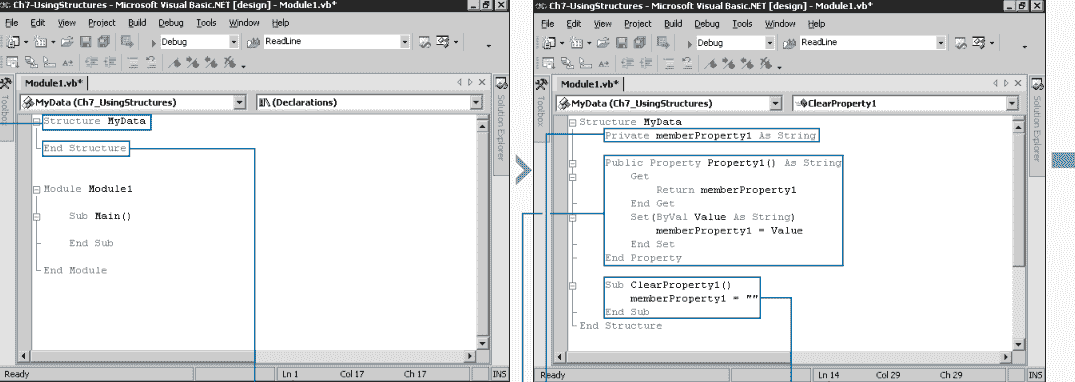 Ch7-UsingStructures - Microsoft Visual Basic.NET [design] - Module1.vb*
File Edit View Project Build Debug Tools Window Help
Debug ReadLine
Module1.vb*
MyData (Ch7_UsingStructures) (Declarations)
Toolbox
Solution Explorer
Structure MyData
End Structure
Module Module1
Sub Main()
End Sub
End Module
Ready Ln 1 Col 17 Ch 17 INS
Ch7-UsingStructures - Microsoft Visual Basic.NET [design] - Module1.vb*
File Edit View Project Build Debug Tools Window Help
Debug ReadLine
Module1.vb*
MyData (Ch7_UsingStructures) ClearProperty1
Toolbox
Solution Explorer
Structure MyData
Private memberProperty1 As String
Public Property Property1() As String
Get
Return memberProperty1
End Get
Set(ByVal Value As String)
memberProperty1 = Value
End Set
End Property
Sub ClearProperty1()
memberProperty1 = ""
End Sub
End Structure
Ready Ln 14 Col 29 Ch 29 INS